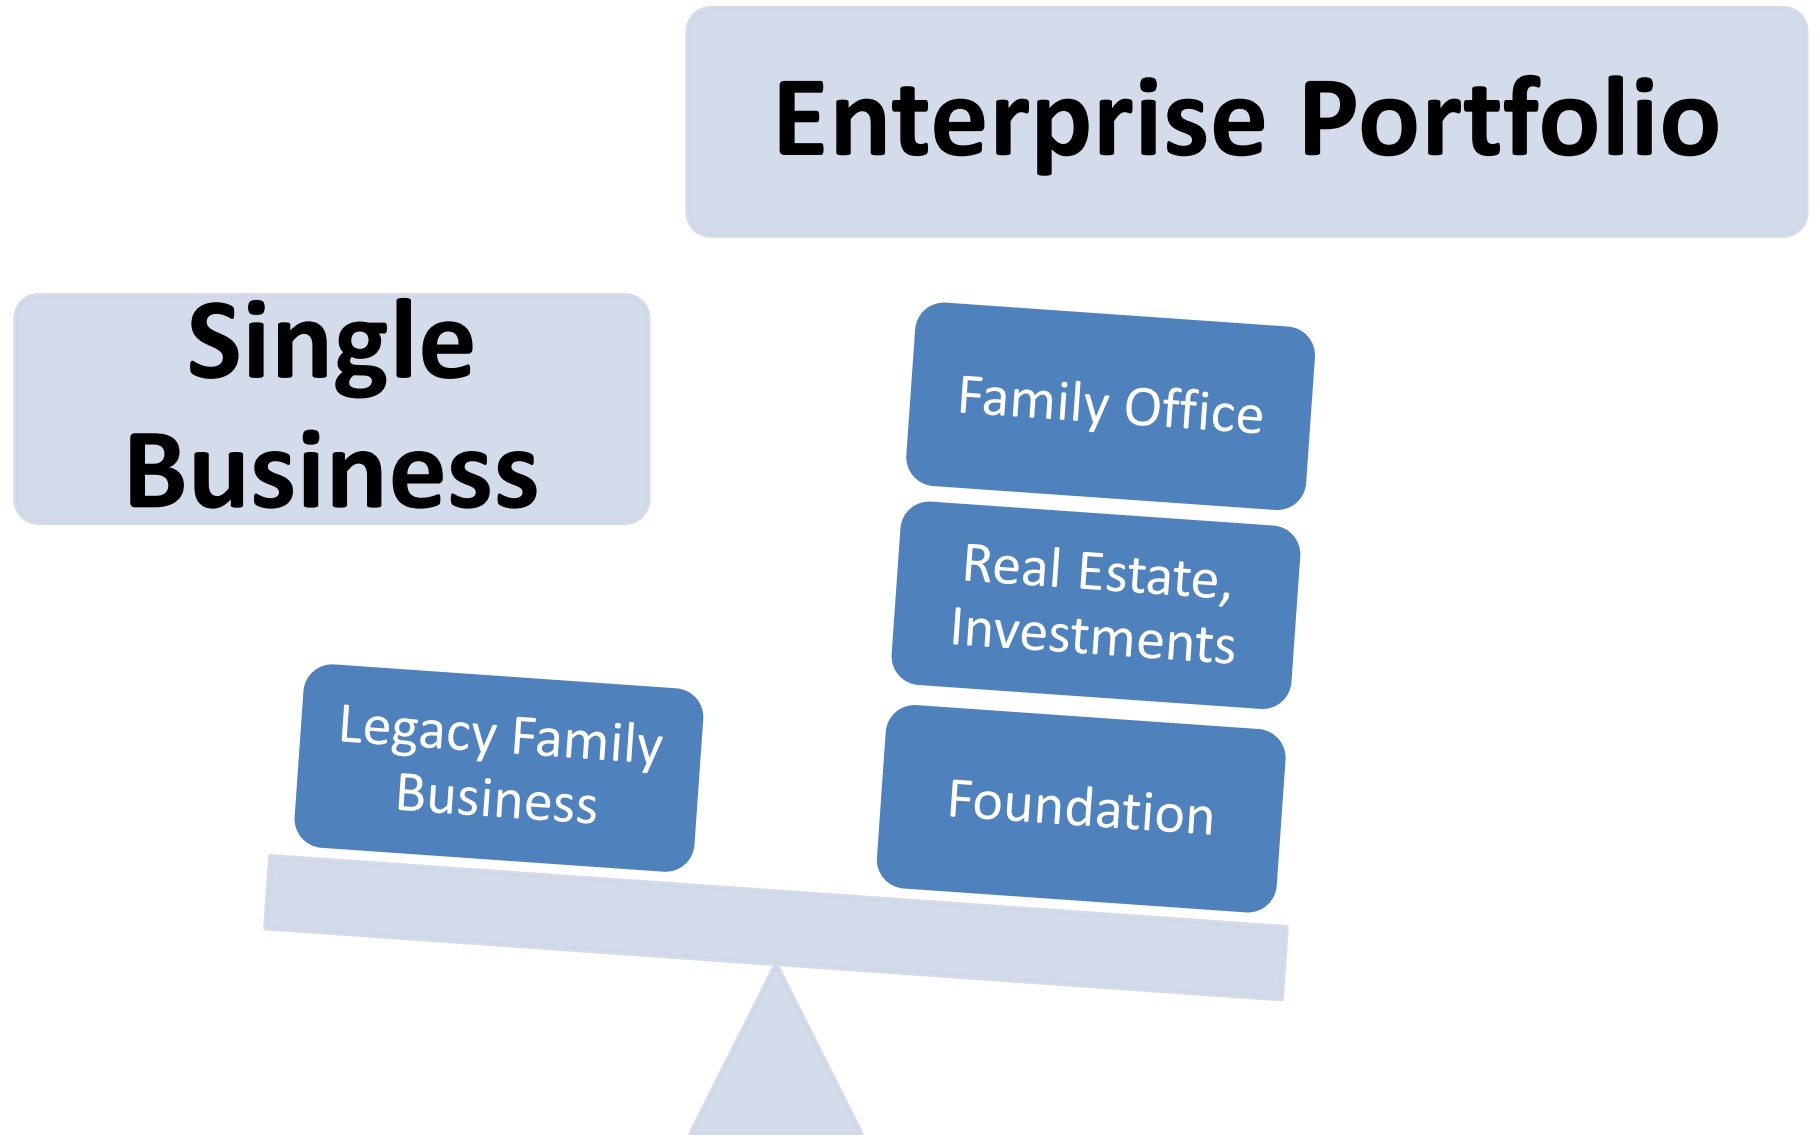 Enterprise Portfolio
Single
Business
Family Office
Real Estate,
Investments
Legacy Family
Business
Foundation